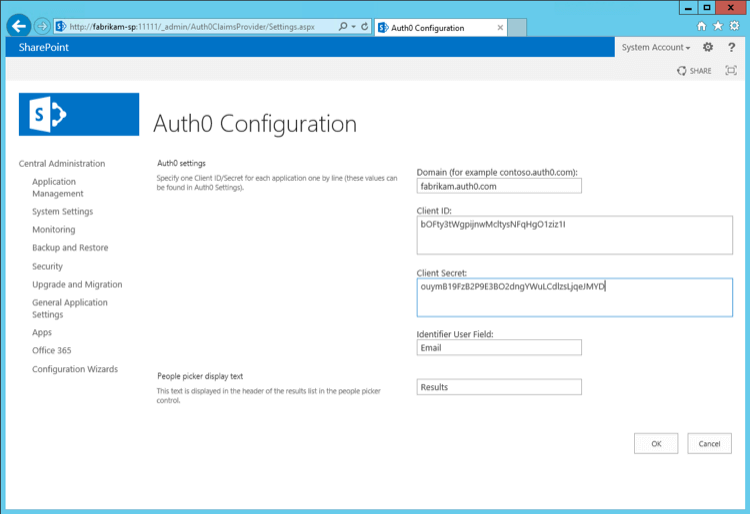 http://fabrikam-sp:11111/_admin/Auth0ClaimsProvider/Settings.aspx
Auth0 Configuration
SharePoint
System Account
?
SHARE
S
Auth0 Configuration
Central Administration
Application
Management
System Settings
Monitoring
Backup and Restore
Security
Upgrade and Migration
General Application
Settings
Apps
Office 365
Configuration Wizards
Auth0 settings
Specify one Client ID/Secret for each application one by line (these values can
be found in Auth0 Settings).
Domain (for example contoso.auth0.com):
fabrikam.auth0.com
Client ID:
bOFty3tWgpijnwMcltysNFqHgO1ziz1I
Client Secret:
ouymB19FzB2P9E3BO2dngYWuLCdlzsLjqeJMYD
Identifier User Field:
Email
People picker display text
This text is displayed in the header of the results list in the people picker
control.
Results
OK
Cancel